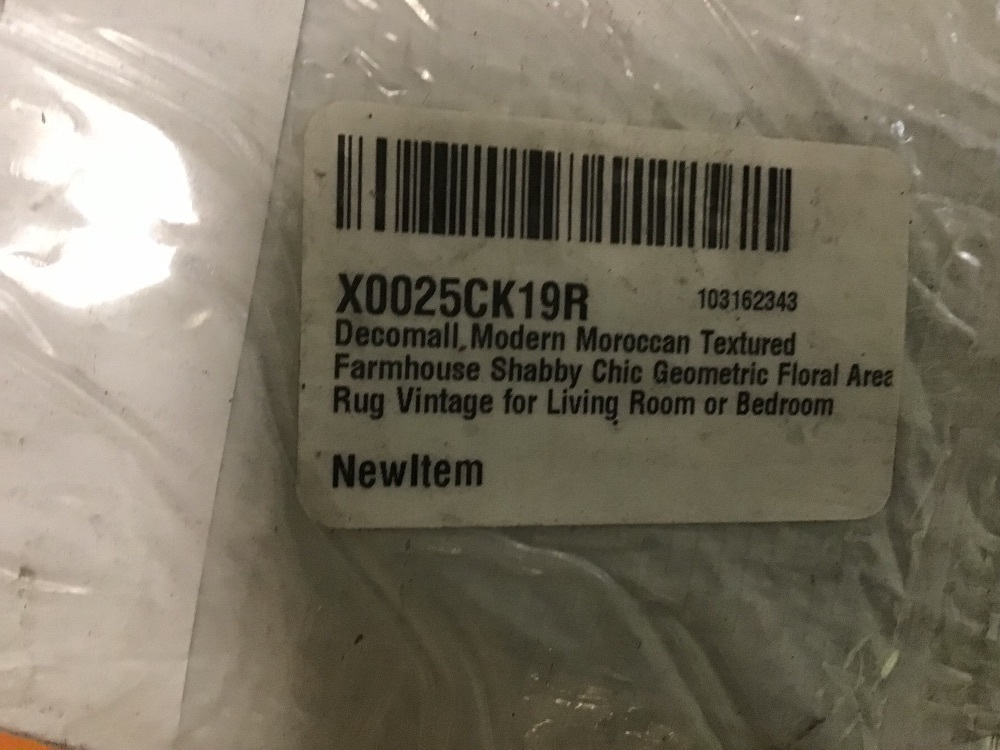 X0025CK19R 103162343
Decomall Modern Moroccan Textured
Farmhouse Shabby Chic Geometric Floral Area
Rug Vintage for Living Room or Bedroom
NewItem